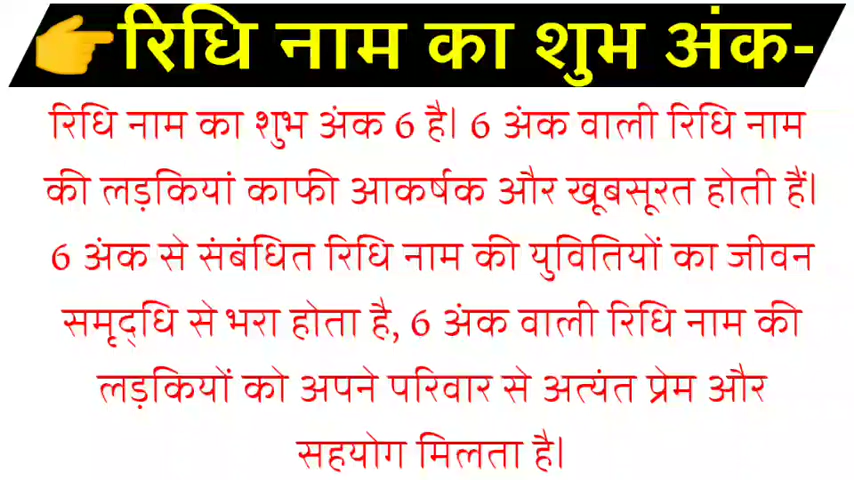 👉रिधि नाम का शुभ अंक-
रिधि नाम का शुभ अंक 6 है। 6 अंक वाली रिधि नाम
की लड़कियां काफी आकर्षक और खूबसूरत होती हैं।
6 अंक से संबंधित रिधि नाम की युवितियों का जीवन
समृद्धि से भरा होता है, 6 अंक वाली रिधि नाम की
लड़कियों को अपने परिवार से अत्यंत प्रेम और
सहयोग मिलता है।